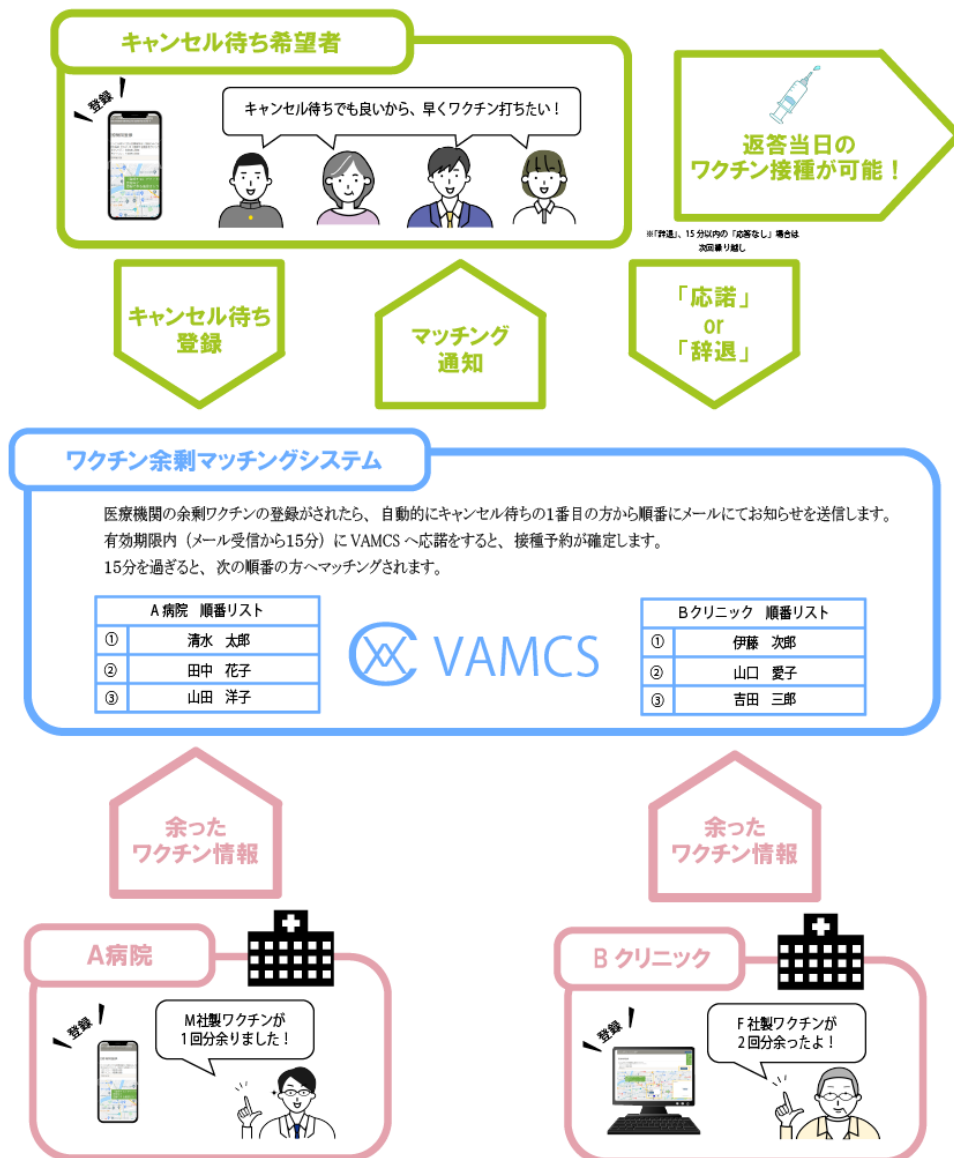 キャンセル待ち希望者
登録
キャンセル待ちでも良いから、早くワクチン打ちたい！
返答当日の
ワクチン接種が可能！
※「辞退」、15分以内の「応答なし」場合は
次回繰り越し
キャンセル待ち
登録
マッチング
通知
「応諾」
or
「辞退」
ワクチン余剰マッチングシステム
医療機関の余剰ワクチンの登録がされたら、自動的にキャンセル待ちの1番目の方から順番にメールにてお知らせを送信します。
有効期限内（メール受信から15分）にVAMCSへ応諾をすると、接種予約が確定します。
15分を過ぎると、次の順番の方へマッチングされます。
A病院 順番リスト
① 清水 太郎
② 田中 花子
③ 山田 洋子
VAMCS
Bクリニック 順番リスト
① 伊藤 次郎
② 山口 愛子
③ 吉田 三郎
余った
ワクチン情報
余った
ワクチン情報
A病院
登録
M社製ワクチンが
1回分余りました！
B クリニック
登録
F社製ワクチンが
2回分余ったよ！